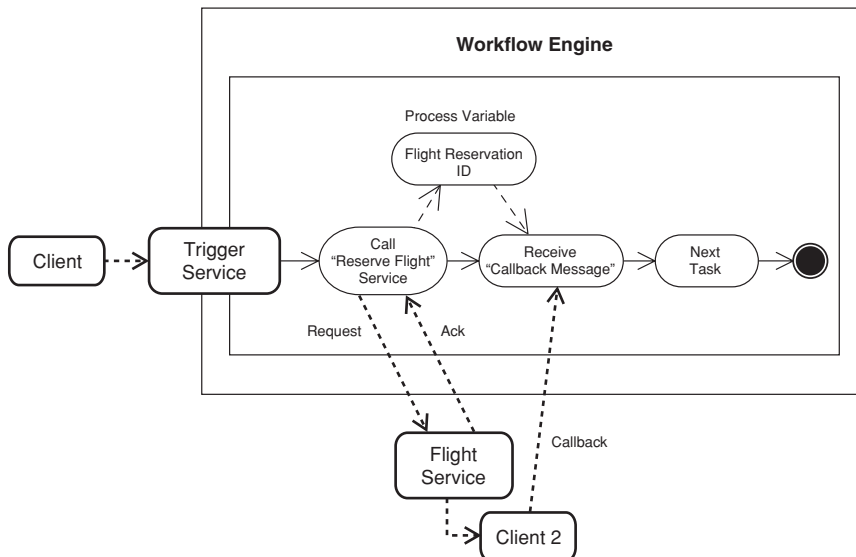 Workflow Engine
Process Variable
Flight Reservation
ID
Client
Trigger
Service
Call
“Reserve Flight”
Service
Receive
“Callback Message”
Next
Task
Request
Ack
Flight
Service
Callback
Client 2